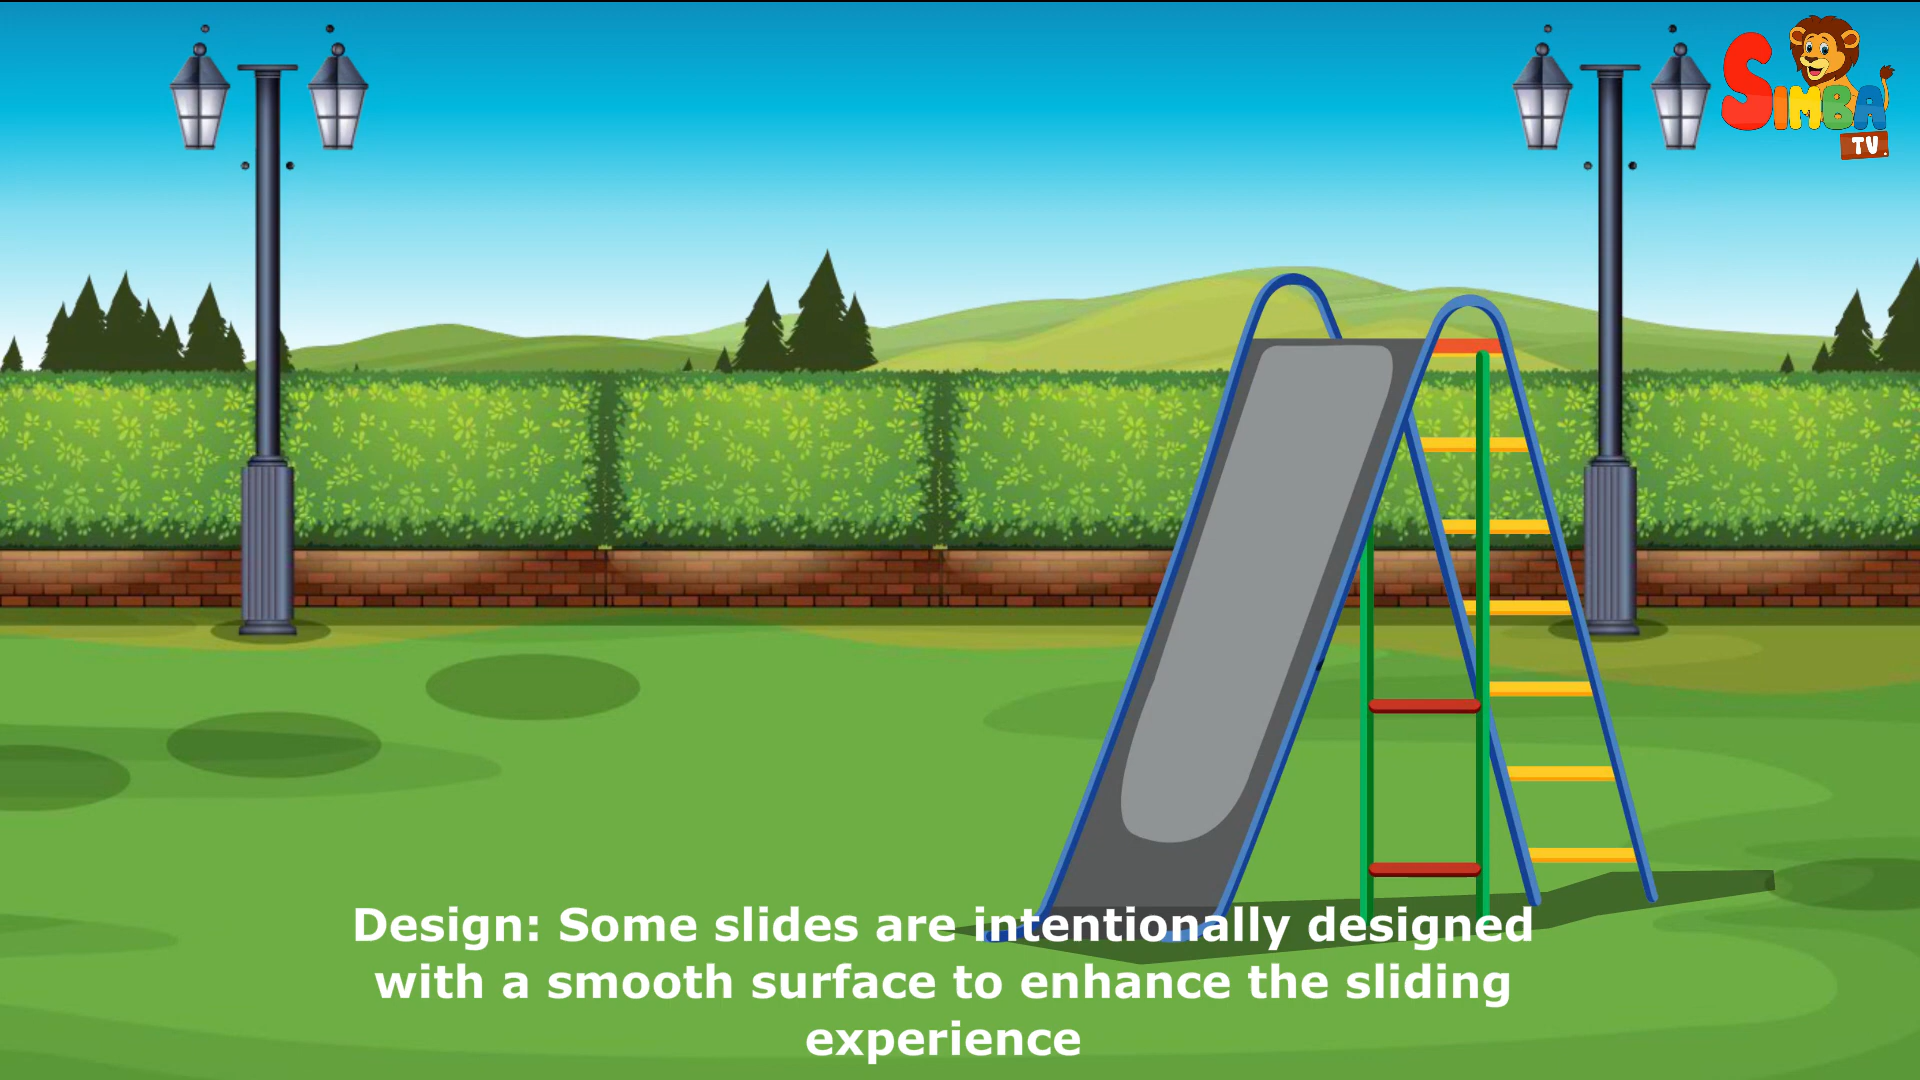 SIMBA
TV
Design: Some slides are intentionally designed
with a smooth surface to enhance the sliding
experience